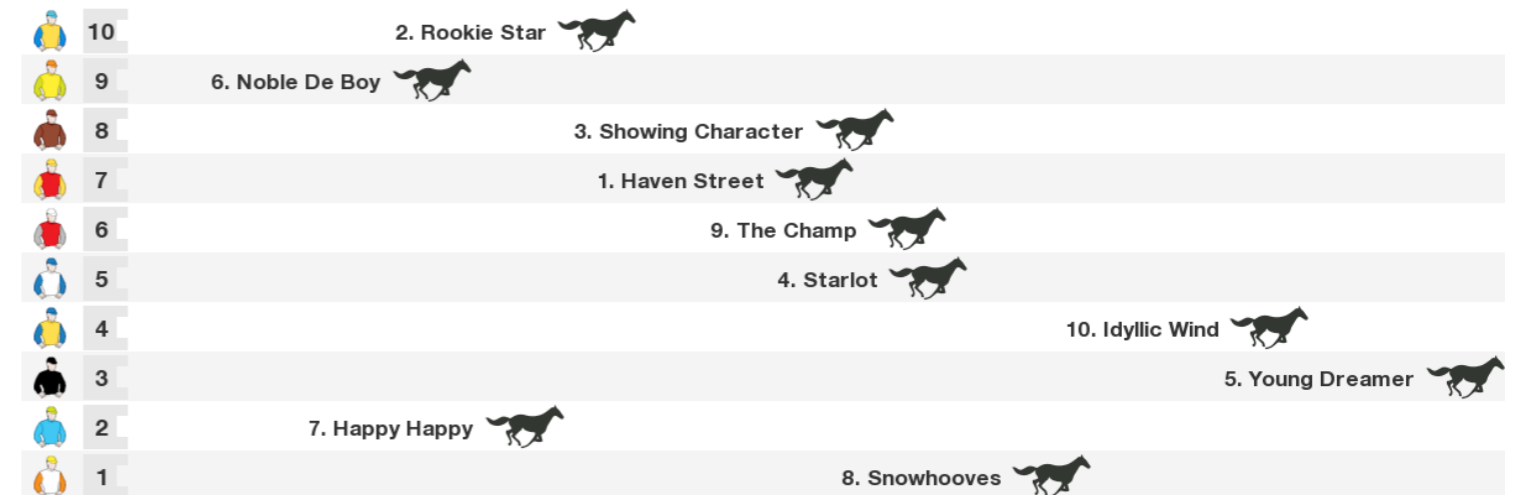 10 2. Rookie Star
9 6. Noble De Boy
8 3. Showing Character
7 1. Haven Street
6 9. The Champ
5 4. Starlot
4 10. Idyllic Wind
3 5. Young Dreamer
2 7. Happy Happy
1 8. Snowhooves